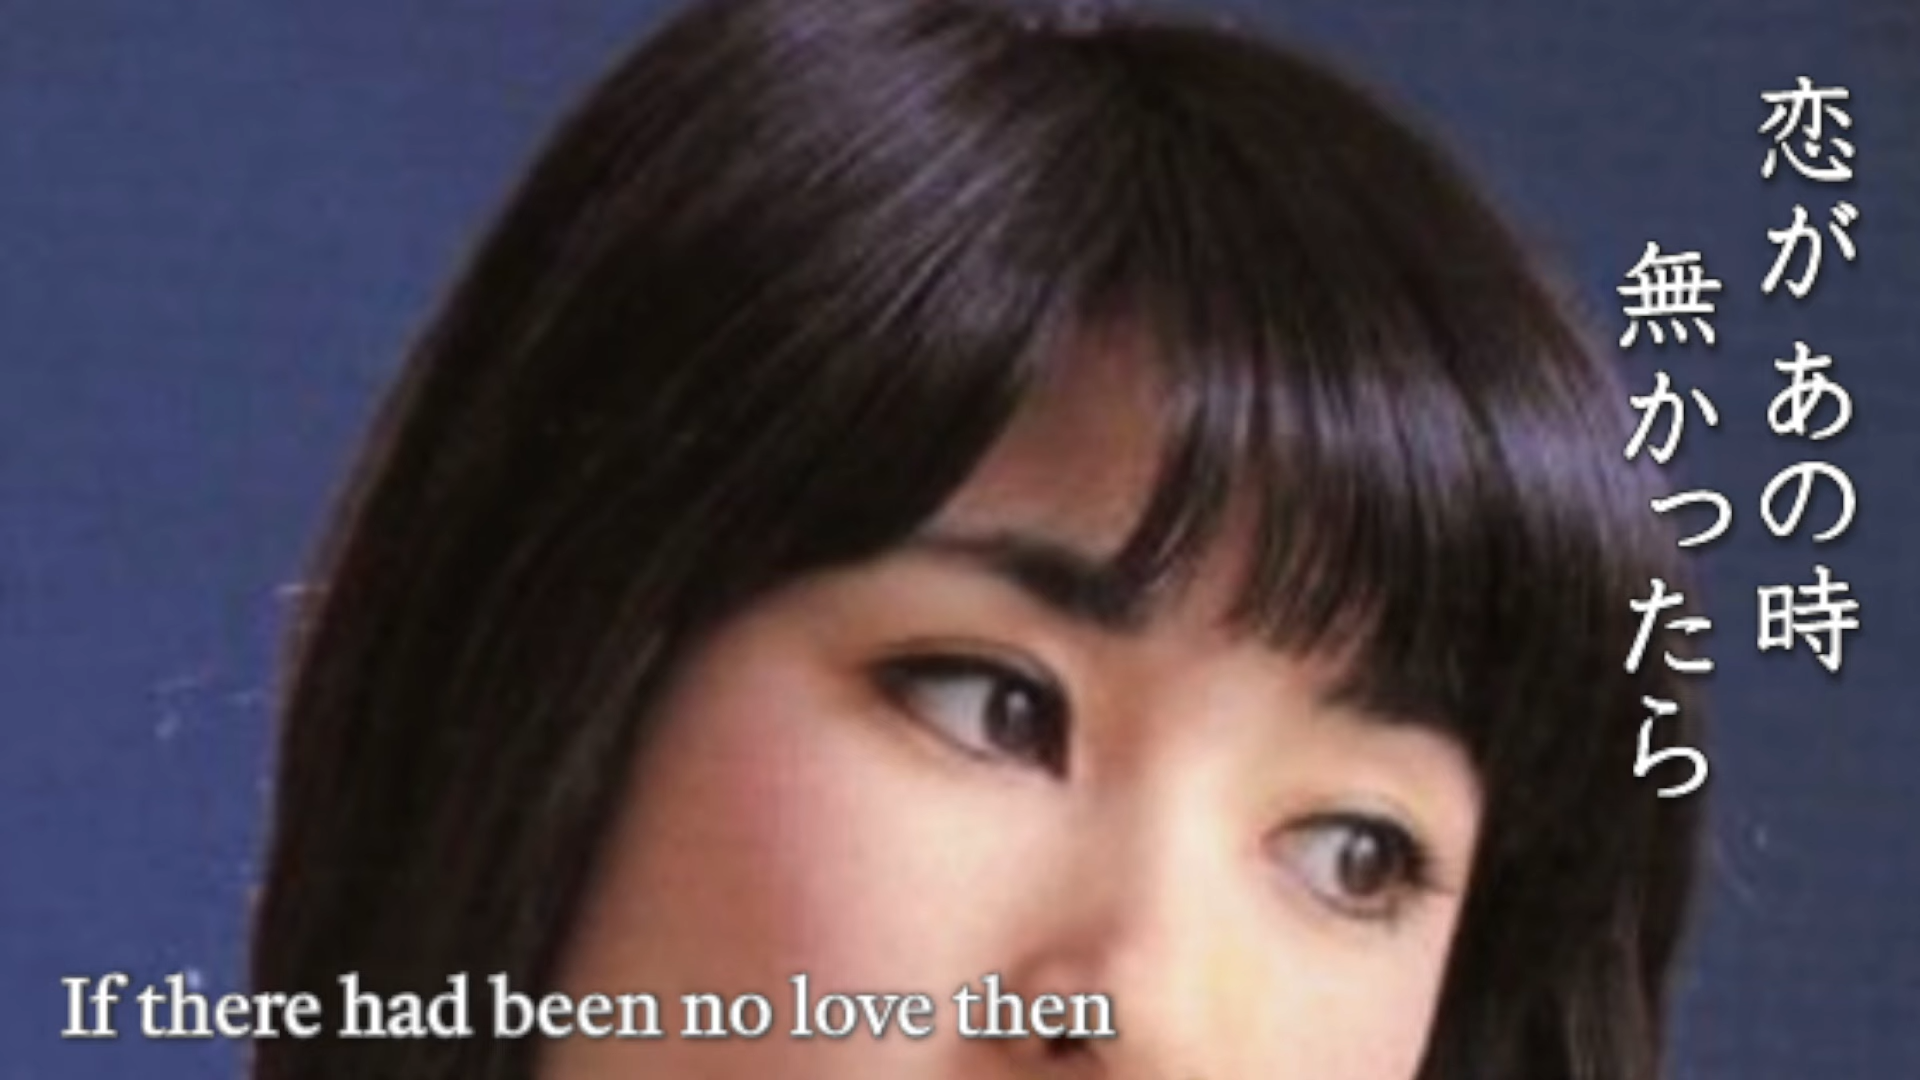 恋が あの時
無かったら
If there had been no love then